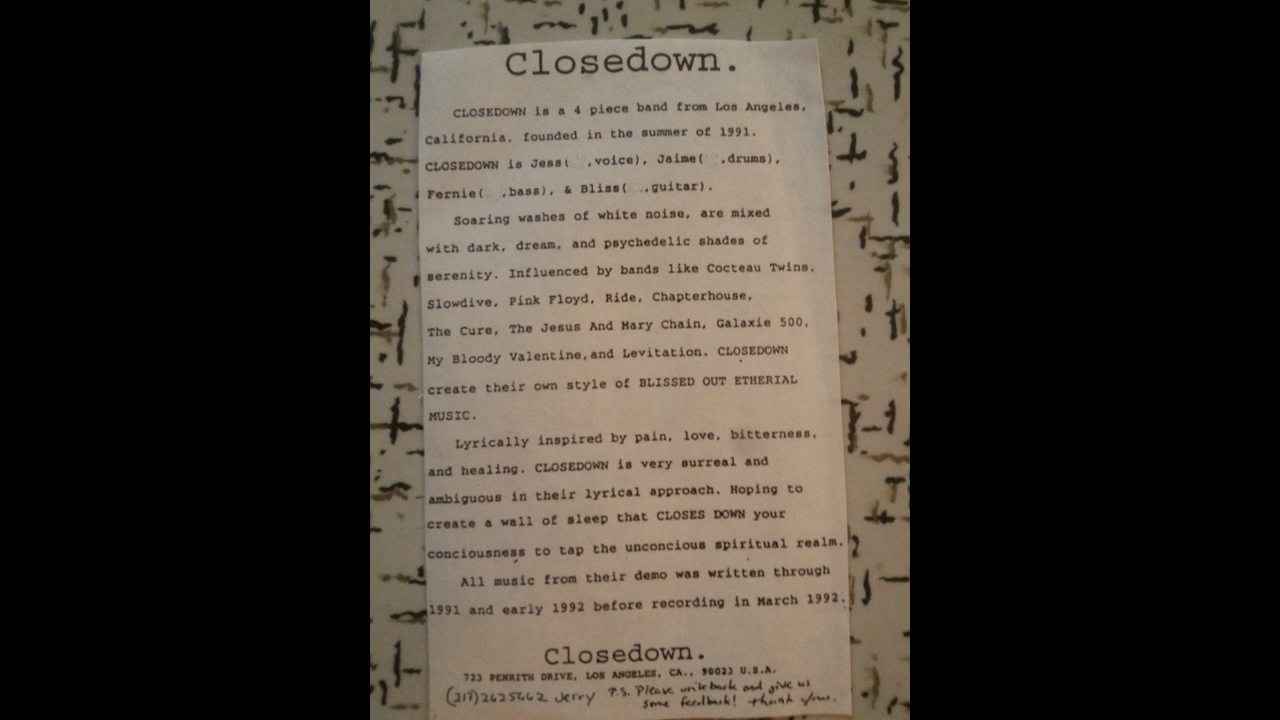 Closedown.
CLOSEDOWN is a 4 piece band from Los Angeles,
California, founded in the summer of 1991.
CLOSEDOWN is Jess( ,voice), Jaime( ,drums),
Fernie( ,bass), & Bliss( ,guitar).
Soaring washes of white noise, are mixed
with dark, dream, and psychedelic shades of
serenity. Influenced by bands like Cocteau Twins,
Slowdive, Pink Floyd, Ride, Chapterhouse,
The Cure, The Jesus And Mary Chain, Galaxie 500,
My Bloody Valentine,and Levitation. CLOSEDOWN
create their own style of BLISSED OUT ETHERIAL
MUSIC.
Lyrically inspired by pain, love, bitterness,
and healing. CLOSEDOWN is very surreal and
ambiguous in their lyrical approach. Hoping to
create a wall of sleep that CLOSES DOWN your
conciousness to tap the unconcious spiritual realm.
All music from their demo was written through
1991 and early 1992 before recording in March 1992.
Closedown.
723 PENRITH DRIVE, LOS ANGELES, CA., 90023 U.S.A.
(213)2625662 Jerry P.S. Please write back and give us
some feedback! thank you.